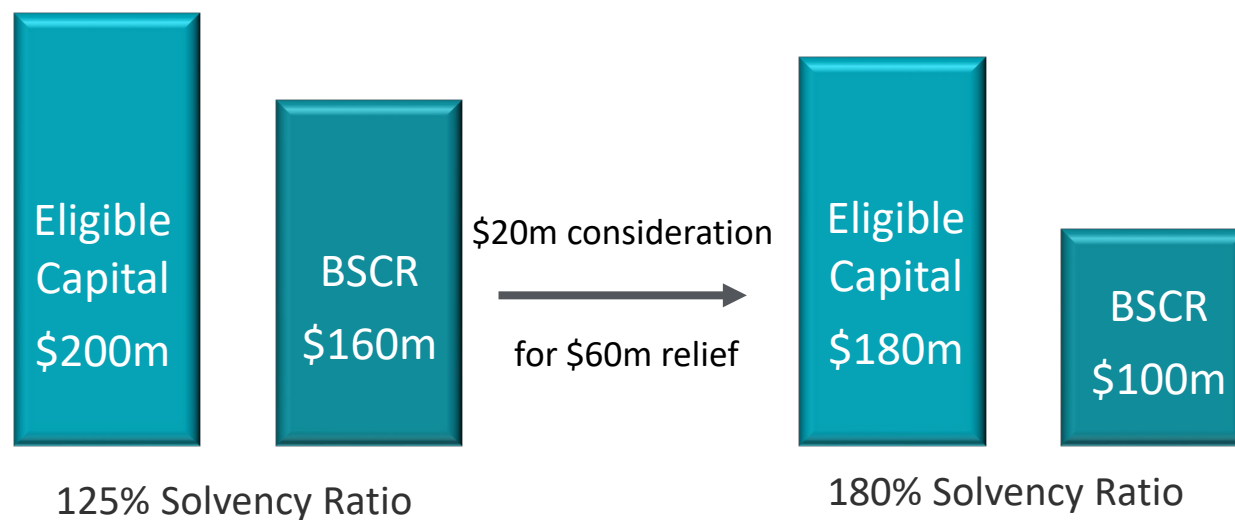 Eligible
Capital
$200m
BSCR
$160m
125% Solvency Ratio
$20m consideration
for $60m relief
Eligible
Capital
$180m
BSCR
$100m
180% Solvency Ratio